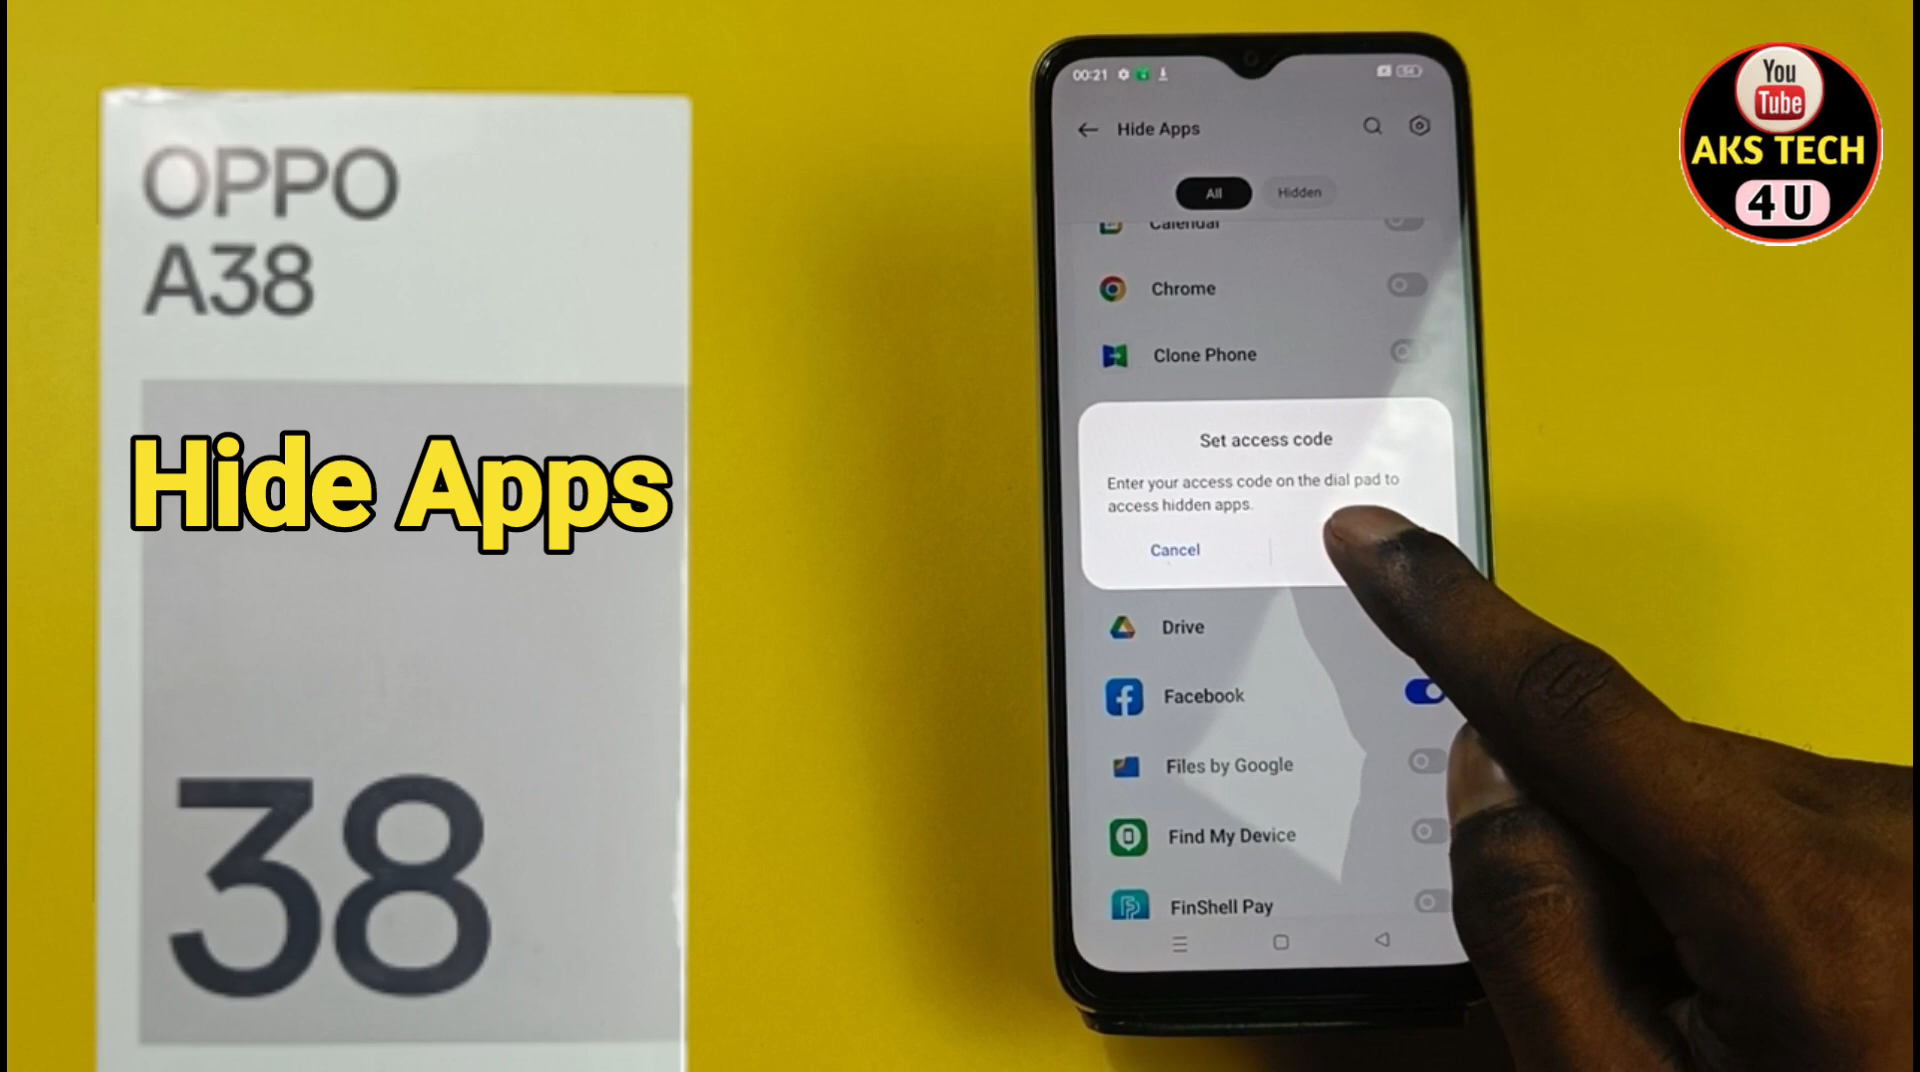 OPPO
A38
Hide Apps
38
00:21
54
Hide Apps
All
Hidden
Calendar
Chrome
Clone Phone
Set access code
Enter your access code on the dial pad to
access hidden apps.
Cancel
Drive
Facebook
Files by Google
Find My Device
FinShell Pay
You
Tube
AKS TECH
4U